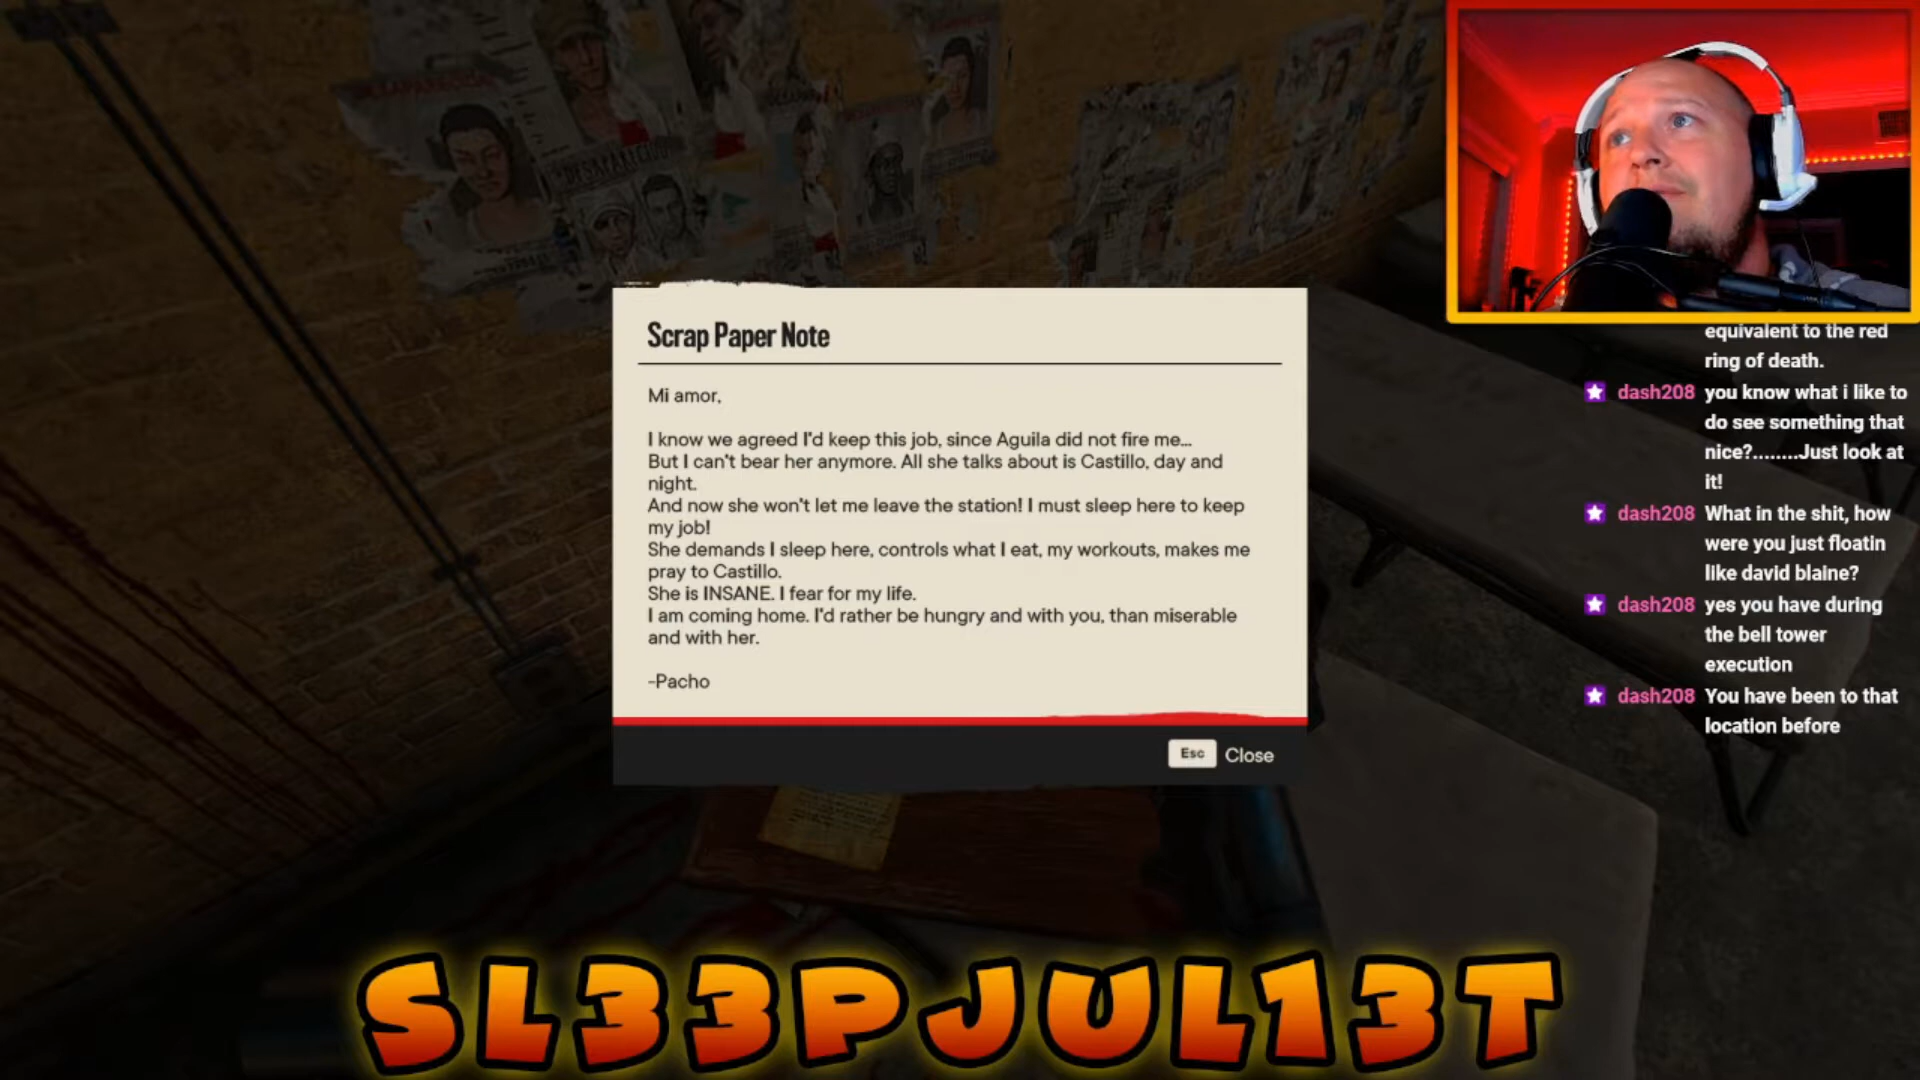 DESAPARECIDO
Scrap Paper Note
Mi amor,
I know we agreed I'd keep this job, since Aguila did not fire me...
But I can't bear her anymore. All she talks about is Castillo, day and
night.
And now she won't let me leave the station! I must sleep here to keep
my job!
She demands I sleep here, controls what I eat, my workouts, makes me
pray to Castillo.
She is INSANE. I fear for my life.
I am coming home. I'd rather be hungry and with you, than miserable
and with her.
-Pacho
Esc Close
equivalent to the red
ring of death.
dash208 you know what i like to
do see something that
nice?........Just look at
it!
dash208 What in the shit, how
were you just floatin
like david blaine?
dash208 yes you have during
the bell tower
execution
dash208 You have been to that
location before
SL33PJUL13T